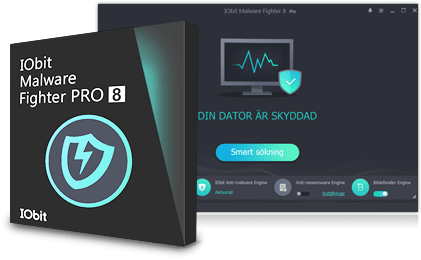 IObit
Malware
Fighter PRO 8
IObit
IObit Malware Fighter 8 Pro
DIN DATOR ÄR SKYDDAD
Smart sökning
IObit Anti-malware Engine
Aktiverad
Anti-ransomware Engine
Bitdefender Engine